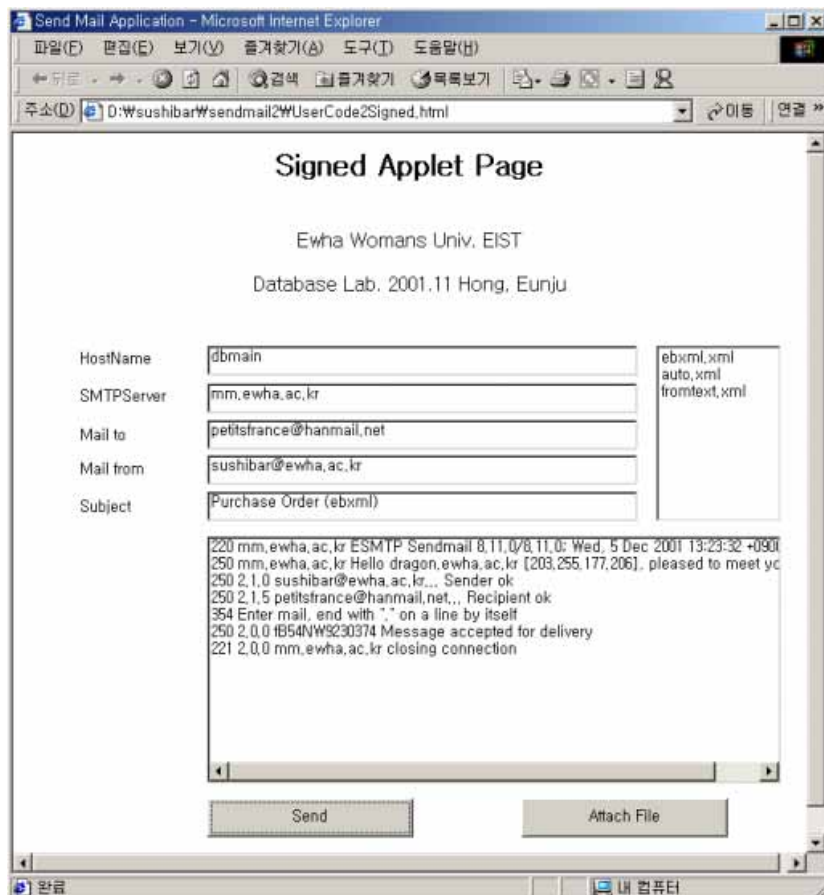 Send Mail Application - Microsoft Internet Explorer
파일(F) 편집(E) 보기(V) 즐겨찾기(A) 도구(T) 도움말(H)
뒤로 검색 즐겨찾기 목록보기
주소(D) D:₩sushibar₩sendmail2₩UserCode2Signed.html 이동 연결 »
Signed Applet Page
Ewha Womans Univ. EIST
Database Lab. 2001.11 Hong, Eunju
HostName dbmain
SMTPServer mm.ewha.ac.kr
Mail to petitsfrance@hanmail.net
Mail from sushibar@ewha.ac.kr
Subject Purchase Order (ebxml)
ebxml.xml
auto.xml
fromtext.xml
220 mm.ewha.ac.kr ESMTP Sendmail 8.11.0/8.11.0; Wed, 5 Dec 2001 13:23:32 +090
250 mm.ewha.ac.kr Hello dragon.ewha.ac.kr [203.255.177.206], pleased to meet yo
250 2.1.0 sushibar@ewha.ac.kr... Sender ok
250 2.1.5 petitsfrance@hanmail.net... Recipient ok
354 Enter mail, end with "." on a line by itself
250 2.0.0 fB54NW9230374 Message accepted for delivery
221 2.0.0 mm.ewha.ac.kr closing connection
Send Attach File
완료 내 컴퓨터